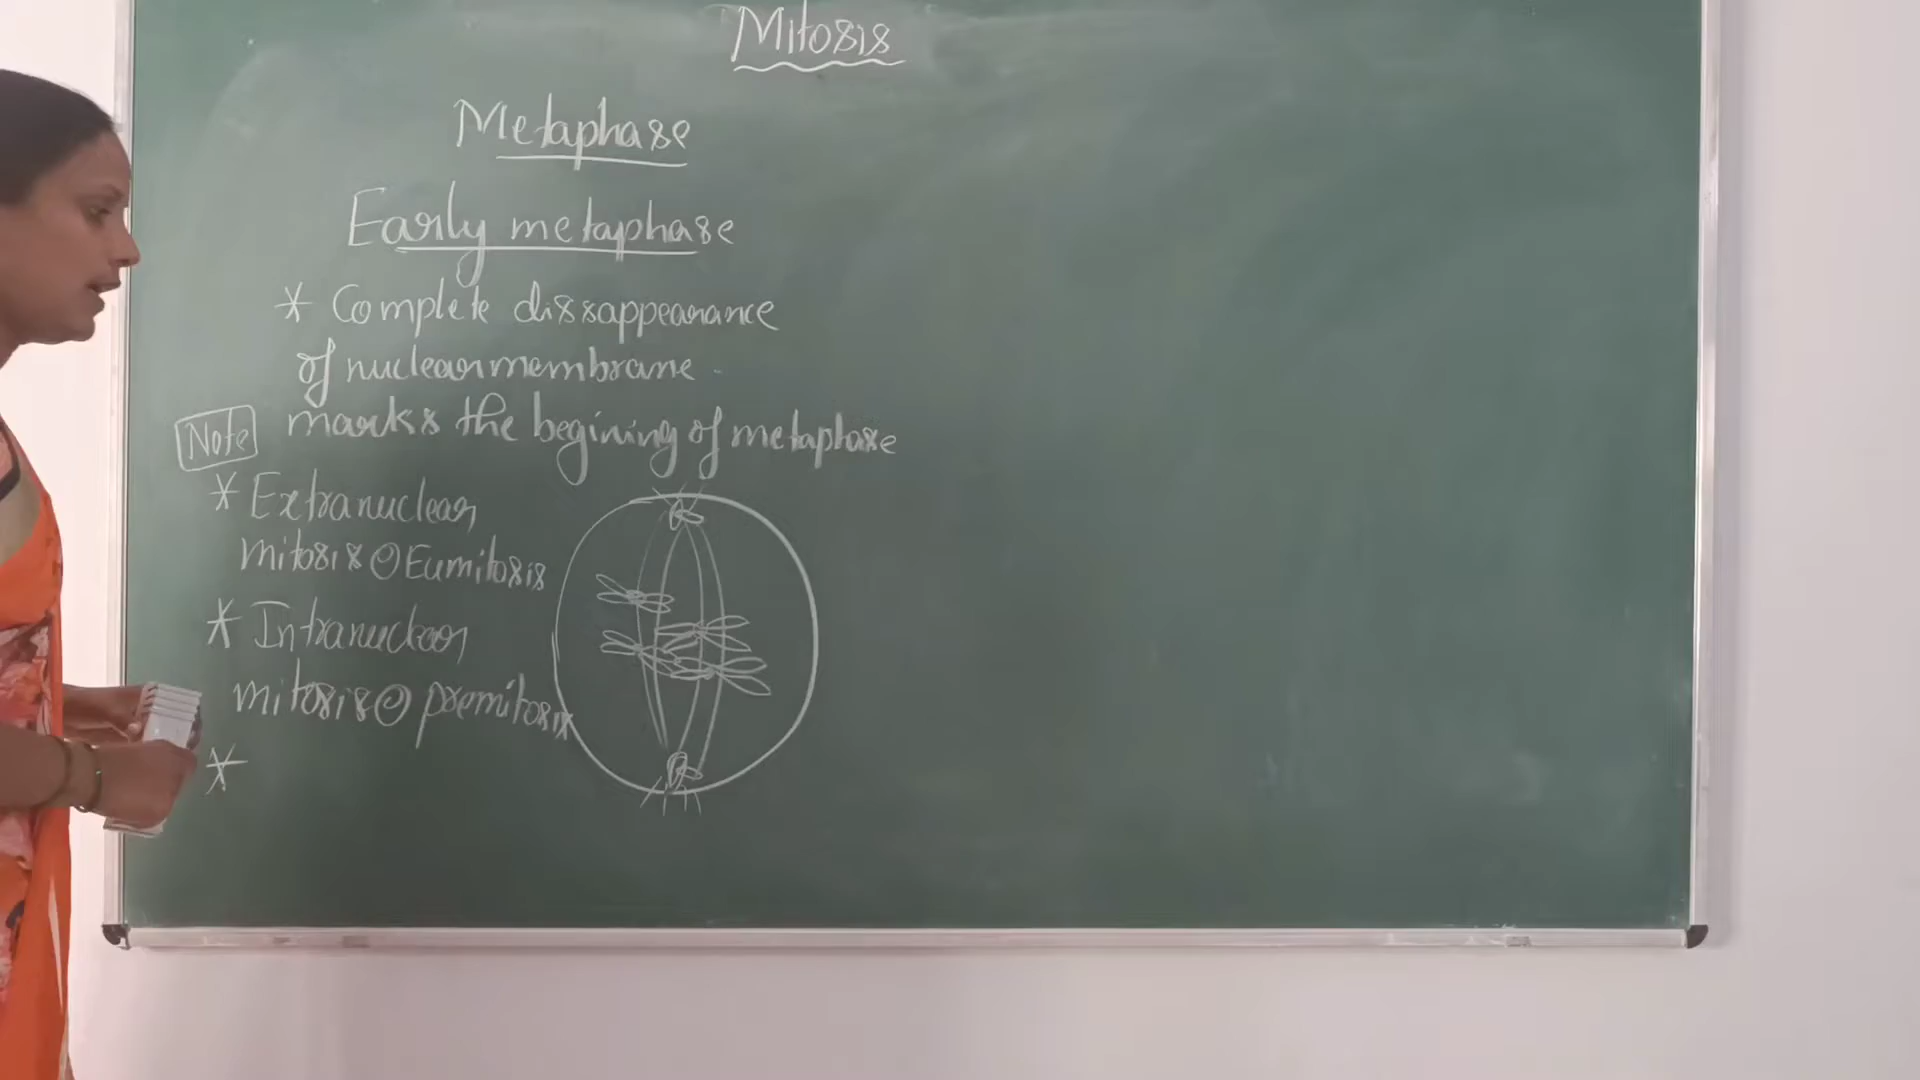 Mitosis
Metaphase
Early metaphase
* Complete dissappearance
of nuclear membrane
marks the begining of metaphase
Note
* Extranuclear
mitosis Eumitosis
* Intranuclear
mitosis premitosis
*